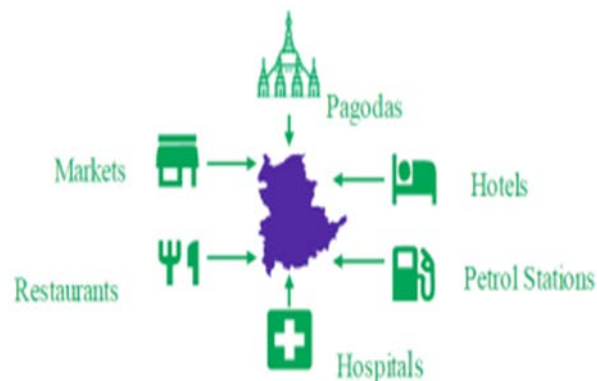 Pagodas
Markets
Hotels
Restaurants
Petrol Stations
Hospitals